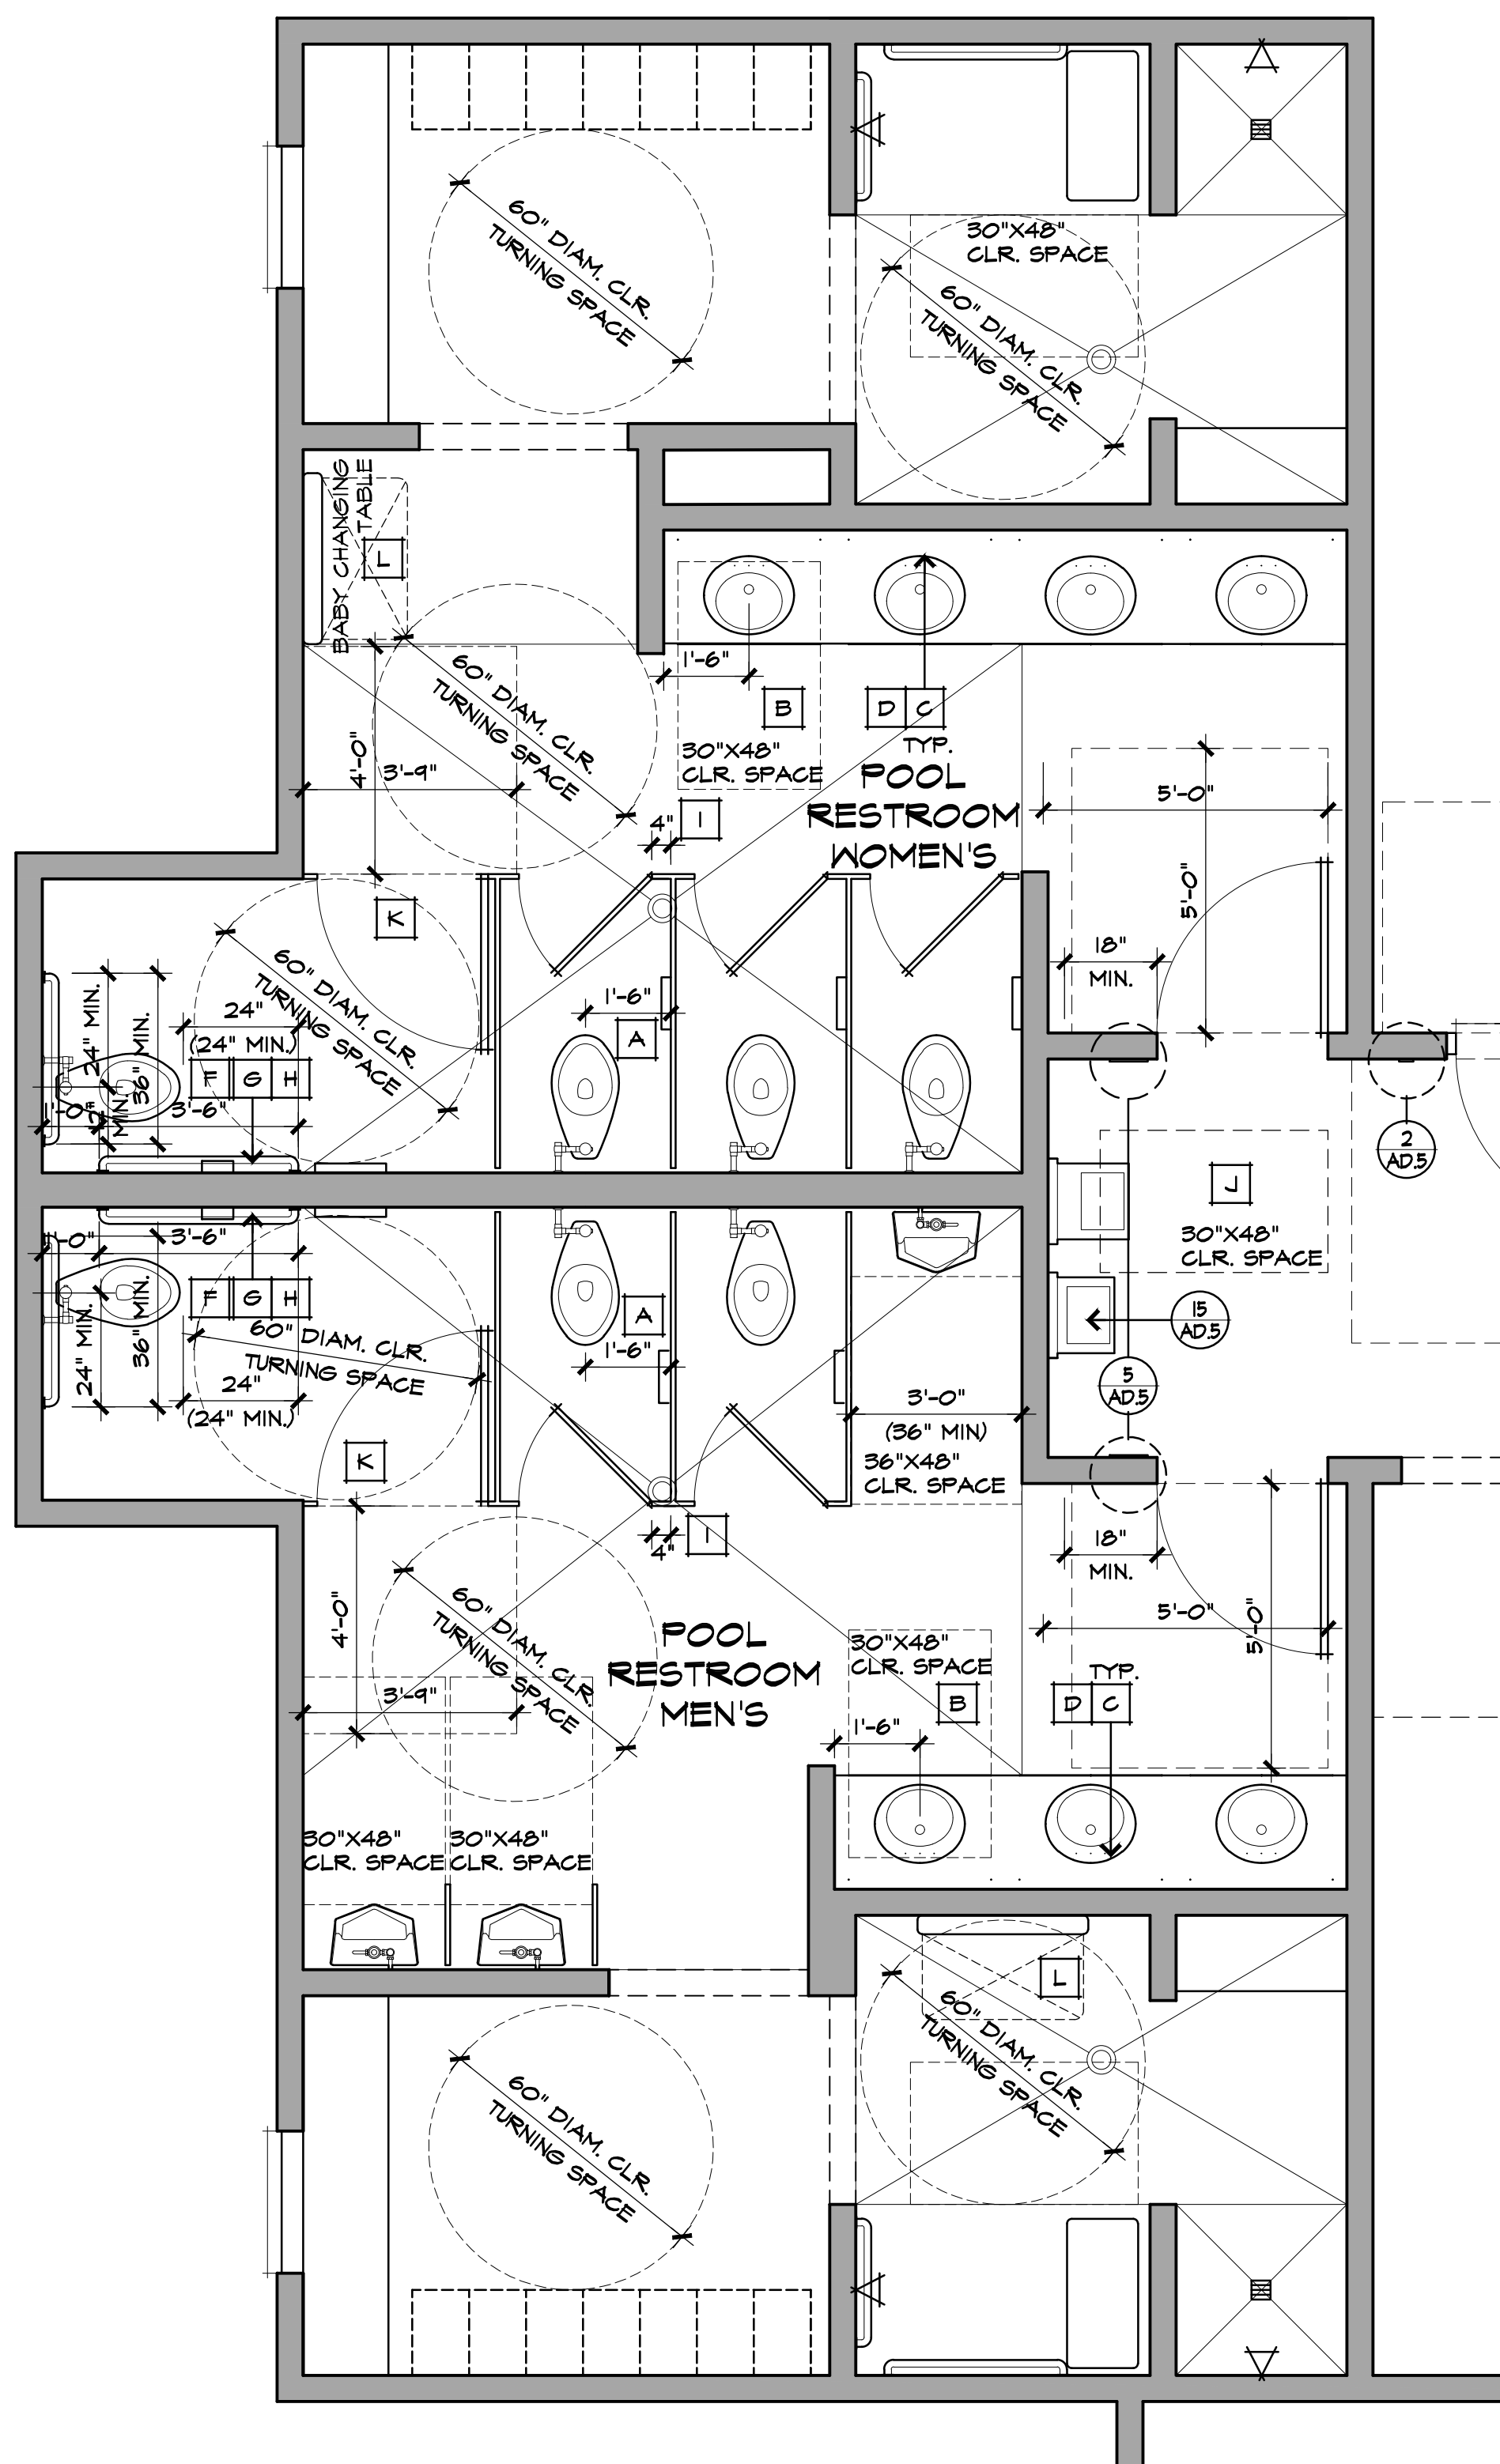 60" DIAM. CLR.
TURNING SPACE
30"X48"
CLR. SPACE
60" DIAM. CLR.
TURNING SPACE
BABY CHANGING
TABLE
L
60" DIAM. CLR.
TURNING SPACE
4'-0"
3'-9"
1'-6"
B
30"X48"
CLR. SPACE
D C
TYP.
POOL
RESTROOM
WOMEN'S
4"
I
5'-0"
5'-0"
18"
MIN.
K
60" DIAM. CLR.
TURNING SPACE
24" MIN.
36" MIN.
24"
(24" MIN.)
F G H
1'-0"
12"
MIN.
3'-6"
1'-6"
A
2
AD.5
J
30"X48"
CLR. SPACE
15
AD.5
5
AD.5
1'-0"
3'-6"
F G H
24" MIN.
36" MIN.
60" DIAM. CLR.
TURNING SPACE
24"
(24" MIN.)
K
A
1'-6"
3'-0"
(36" MIN)
36"X48"
CLR. SPACE
4"
I
18"
MIN.
5'-0"
5'-0"
4'-0"
3'-9"
60" DIAM. CLR.
TURNING SPACE
POOL
RESTROOM
MEN'S
30"X48"
CLR. SPACE
B
1'-6"
TYP.
D C
30"X48"
CLR. SPACE
30"X48"
CLR. SPACE
L
60" DIAM. CLR.
TURNING SPACE
60" DIAM. CLR.
TURNING SPACE